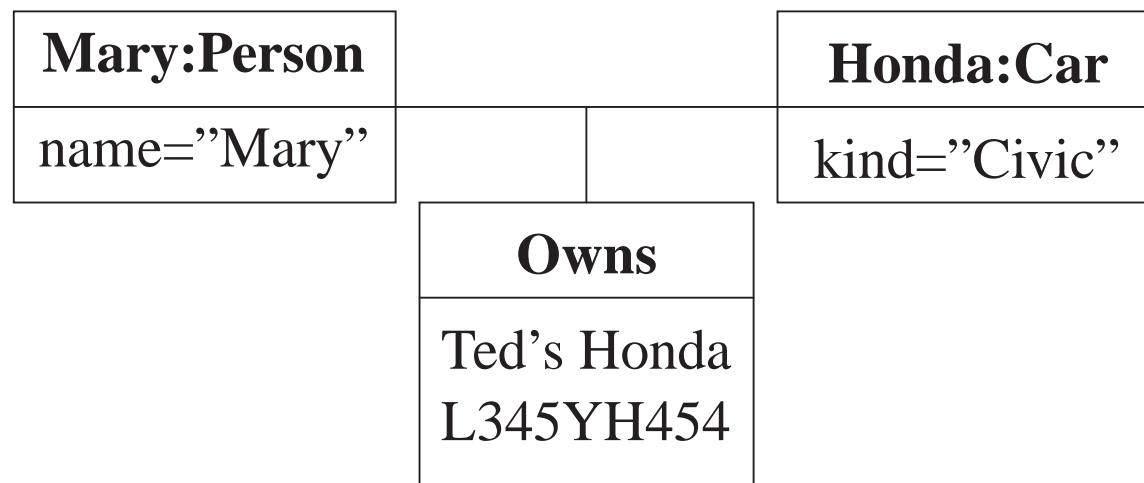 Mary:Person
name=”Mary”
Honda:Car
kind=”Civic”
Owns
Ted’s Honda
L345YH454